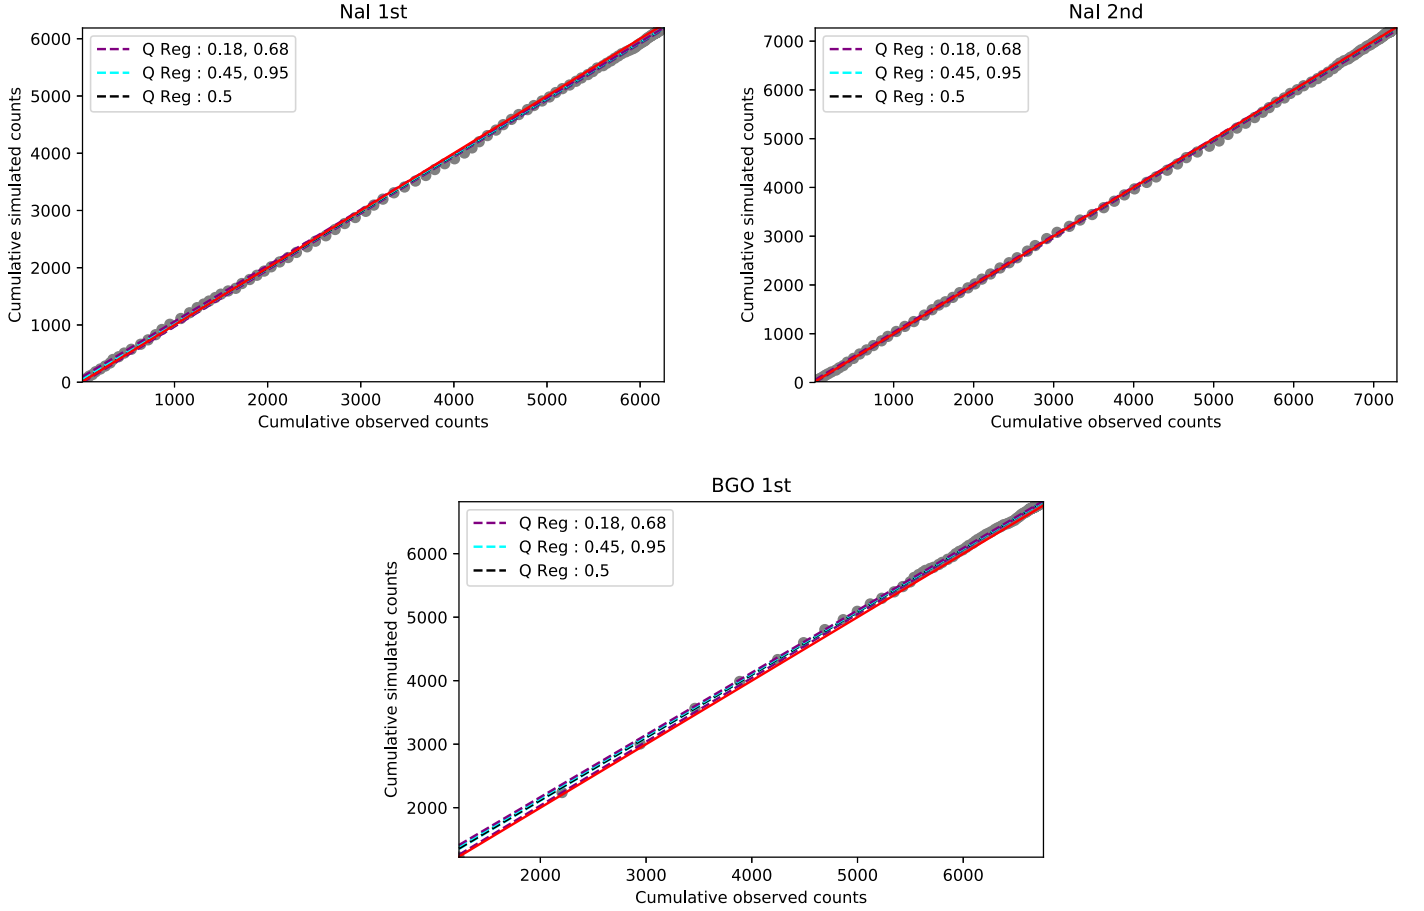 NaI 1st
Q Reg : 0.18, 0.68
Q Reg : 0.45, 0.95
Q Reg : 0.5
Cumulative simulated counts
6000
5000
4000
3000
2000
1000
0
1000 2000 3000 4000 5000 6000
Cumulative observed counts
NaI 2nd
Q Reg : 0.18, 0.68
Q Reg : 0.45, 0.95
Q Reg : 0.5
Cumulative simulated counts
7000
6000
5000
4000
3000
2000
1000
0
1000 2000 3000 4000 5000 6000 7000
Cumulative observed counts
BGO 1st
Q Reg : 0.18, 0.68
Q Reg : 0.45, 0.95
Q Reg : 0.5
Cumulative simulated counts
6000
5000
4000
3000
2000
2000 3000 4000 5000 6000
Cumulative observed counts